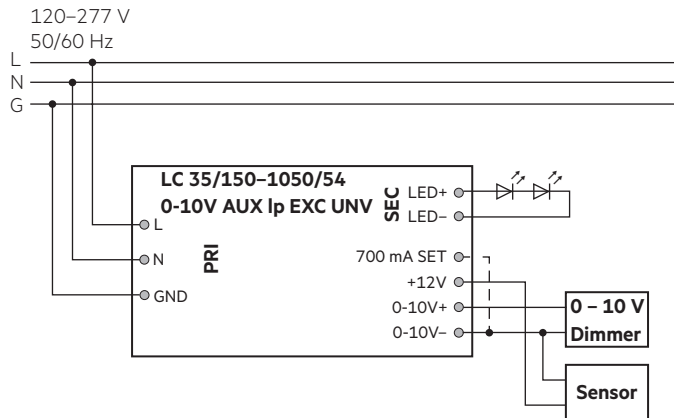 120–277 V
50/60 Hz
L
N
G
LC 35/150–1050/54
0-10V AUX lp EXC UNV
PRI
SEC
L
N
GND
LED+
LED–
700 mA SET
+12V
0-10V+
0-10V–
0 – 10 V
Dimmer
Sensor